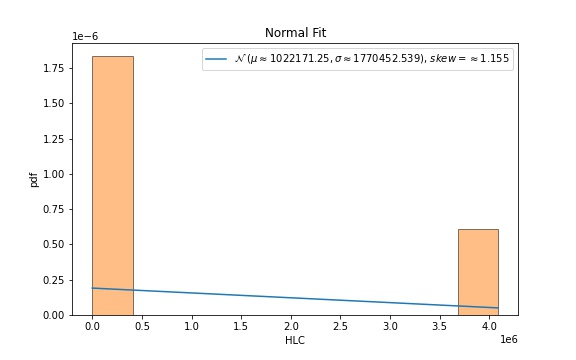 Normal Fit
1e−6
𝒩(μ ≈ 1022171.25, σ ≈ 1770452.539), skew = ≈ 1.155
1.75
1.50
1.25
1.00
0.75
0.50
0.25
0.00
pdf
0.0 0.5 1.0 1.5 2.0 2.5 3.0 3.5 4.0
HLC
1e6